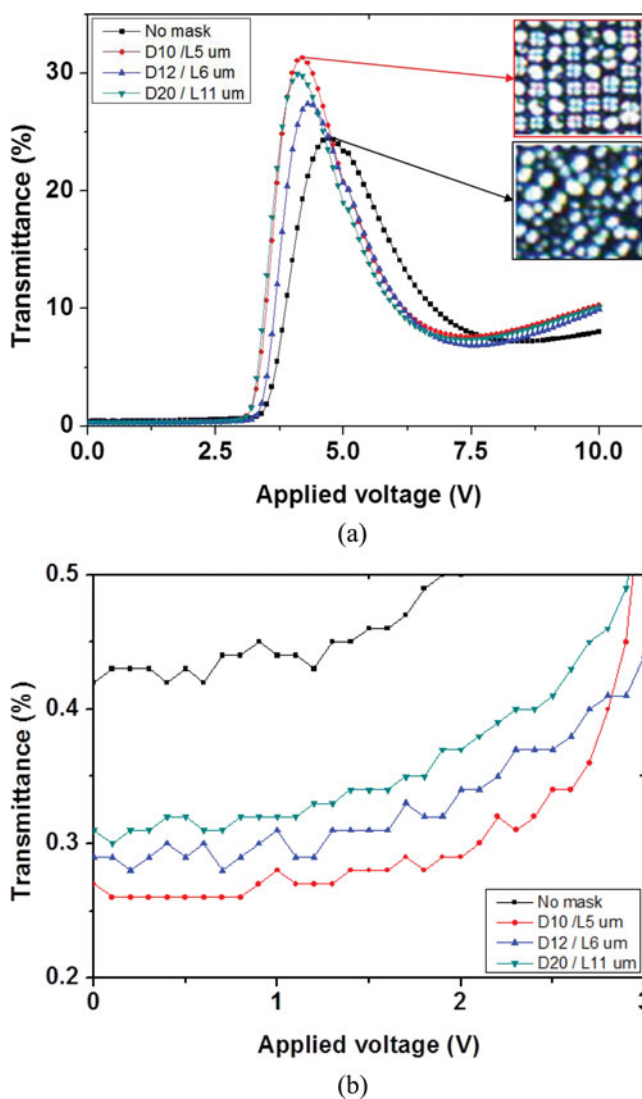 Transmittance (%)
30
20
10
0
No mask
D10 /L5 um
D12 / L6 um
D20 / L11 um
0.0 2.5 5.0 7.5 10.0
Applied voltage (V)
(a)
Transmittance (%)
0.5
0.4
0.3
0.2
No mask
D10 /L5 um
D12 / L6 um
D20 / L11 um
0 1 2 3
Applied voltage (V)
(b)